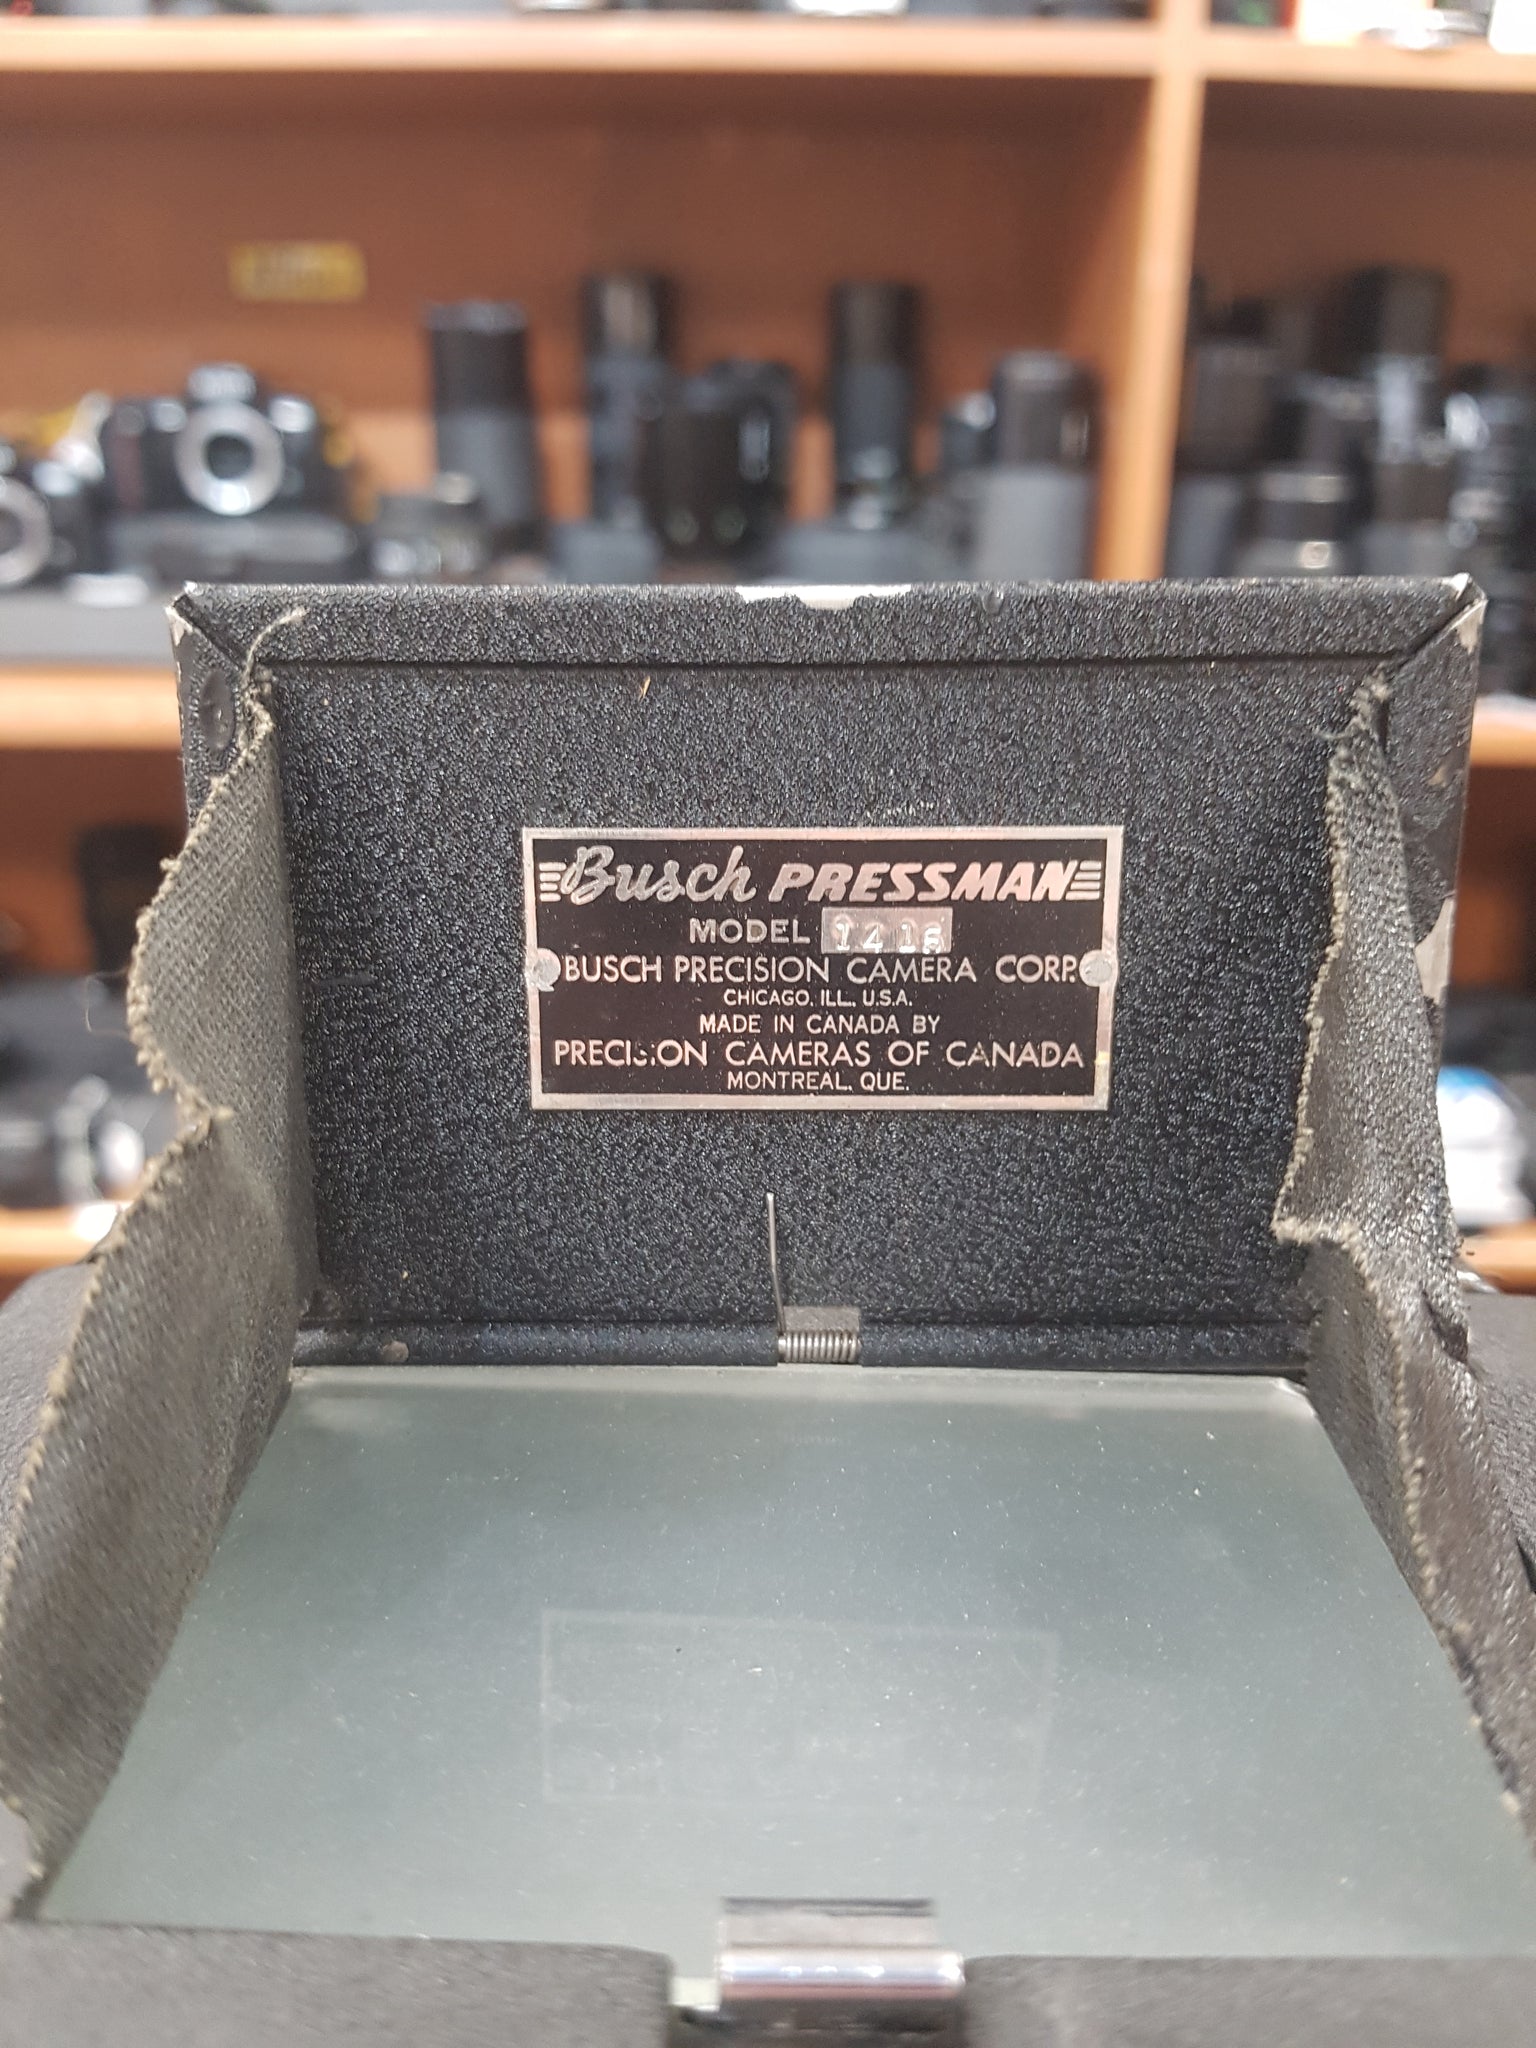 Busch PRESSMAN
MODEL 1416
BUSCH PRECISION CAMERA CORP.
CHICAGO, ILL., U.S.A.
MADE IN CANADA BY
PRECISION CAMERAS OF CANADA
MONTREAL, QUE.